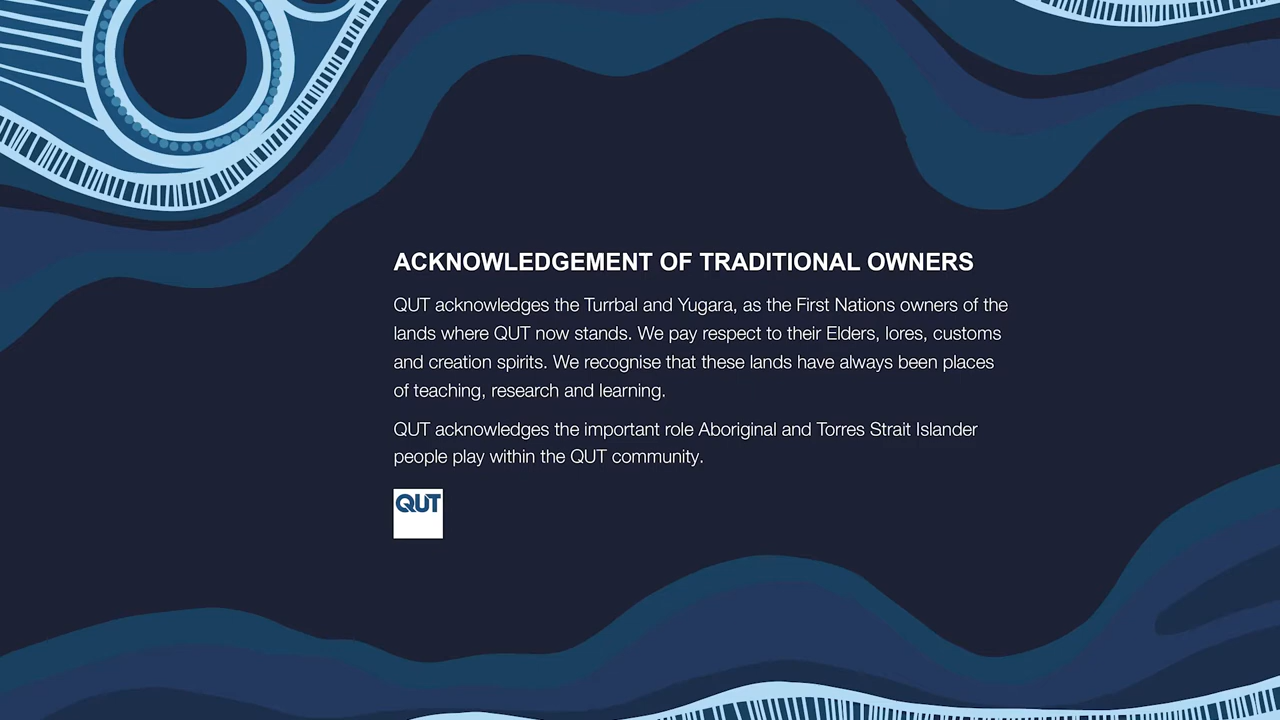 ACKNOWLEDGEMENT OF TRADITIONAL OWNERS
QUT acknowledges the Turrbal and Yugara, as the First Nations owners of the
lands where QUT now stands. We pay respect to their Elders, lores, customs
and creation spirits. We recognise that these lands have always been places
of teaching, research and learning.
QUT acknowledges the important role Aboriginal and Torres Strait Islander
people play within the QUT community.
QUT